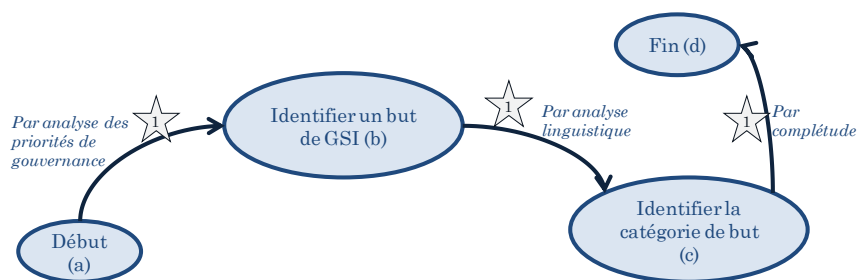 Par analyse des
priorités de
gouvernance
1
Début
(a)
Identifier un but
de GSI (b)
1
Par analyse
linguistique
Fin (d)
1
Par
complétude
Identifier la
catégorie de but
(c)